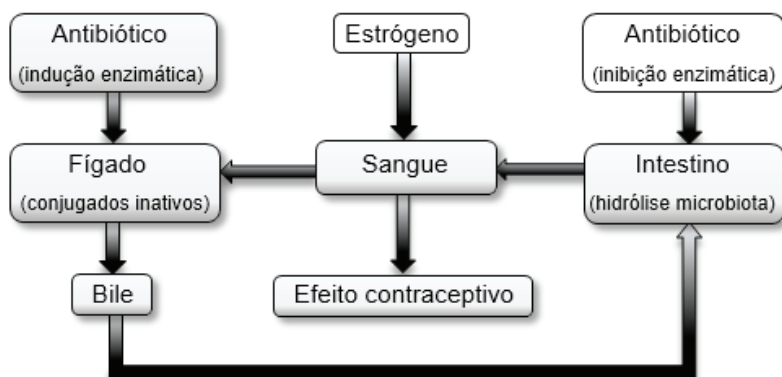 Antibiótico
(indução enzimática)
Estrógeno
Antibiótico
(inibição enzimática)
Fígado
(conjugados inativos)
Sangue
Intestino
(hidrólise microbiota)
Bile
Efeito contraceptivo